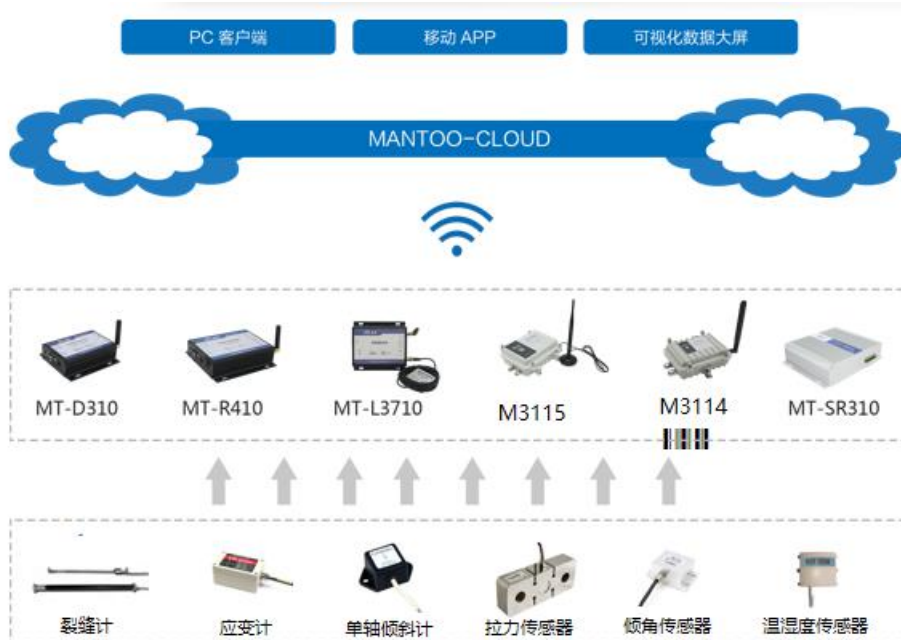 PC 客户端 移动 APP 可视化数据大屏
MANTOO-CLOUD
MT-D310 MT-R410 MT-L3710 M3115 M3114 MT-SR310
裂缝计 应变计 单轴倾斜计 拉力传感器 倾角传感器 温湿度传感器